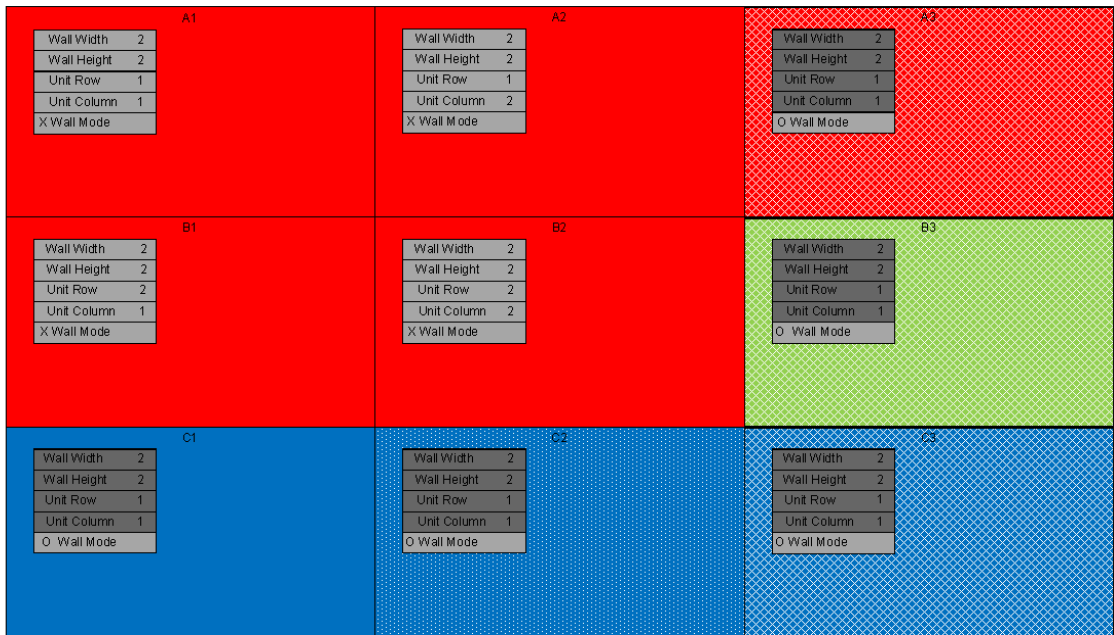 A1
Wall Width 2
Wall Height 2
Unit Row 1
Unit Column 1
X Wall Mode
A2
Wall Width 2
Wall Height 2
Unit Row 1
Unit Column 2
X Wall Mode
A3
Wall Width 2
Wall Height 2
Unit Row 1
Unit Column 1
O Wall Mode
B1
Wall Width 2
Wall Height 2
Unit Row 2
Unit Column 1
X Wall Mode
B2
Wall Width 2
Wall Height 2
Unit Row 2
Unit Column 2
X Wall Mode
B3
Wall Width 2
Wall Height 2
Unit Row 1
Unit Column 1
O Wall Mode
C1
Wall Width 2
Wall Height 2
Unit Row 1
Unit Column 1
O Wall Mode
C2
Wall Width 2
Wall Height 2
Unit Row 1
Unit Column 1
O Wall Mode
C3
Wall Width 2
Wall Height 2
Unit Row 1
Unit Column 1
O Wall Mode